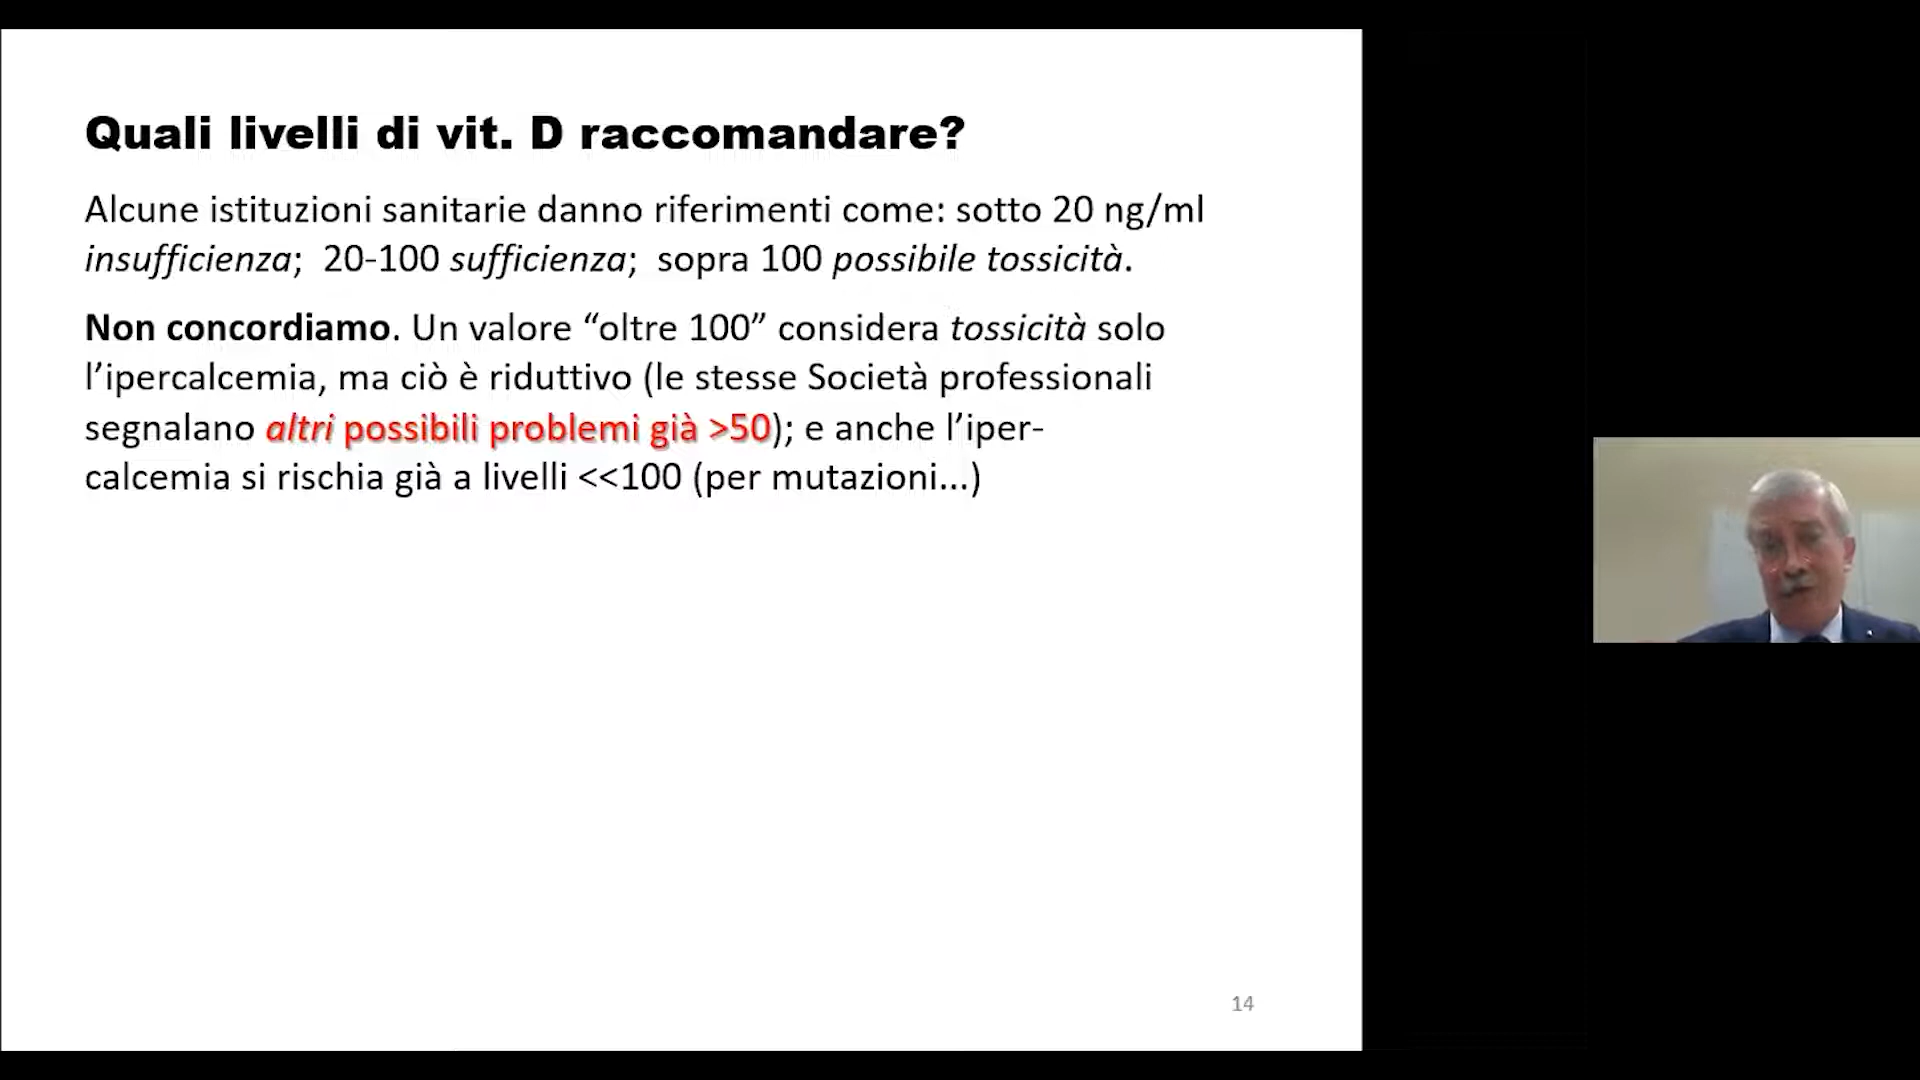 Quali livelli di vit. D raccomandare?
Alcune istituzioni sanitarie danno riferimenti come: sotto 20 ng/ml
insufficienza;  20-100 sufficienza;  sopra 100 possibile tossicità.
Non concordiamo. Un valore “oltre 100” considera tossicità solo
l’ipercalcemia, ma ciò è riduttivo (le stesse Società professionali
segnalano altri possibili problemi già >50); e anche l’iper-
calcemia si rischia già a livelli <<100 (per mutazioni...)
14